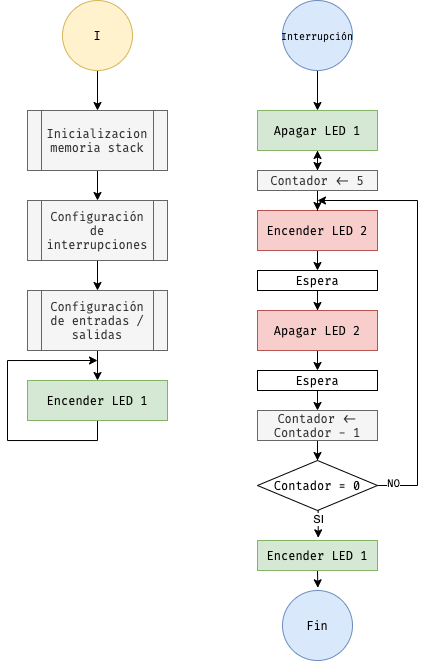 I
Inicializacion
memoria stack
Configuración
de
interrupciones
Configuración
de entradas /
salidas
Encender LED 1
Interrupción
Apagar LED 1
Contador ← 5
Encender LED 2
Espera
Apagar LED 2
Espera
Contador ←
Contador - 1
Contador = 0
NO
SI
Encender LED 1
Fin